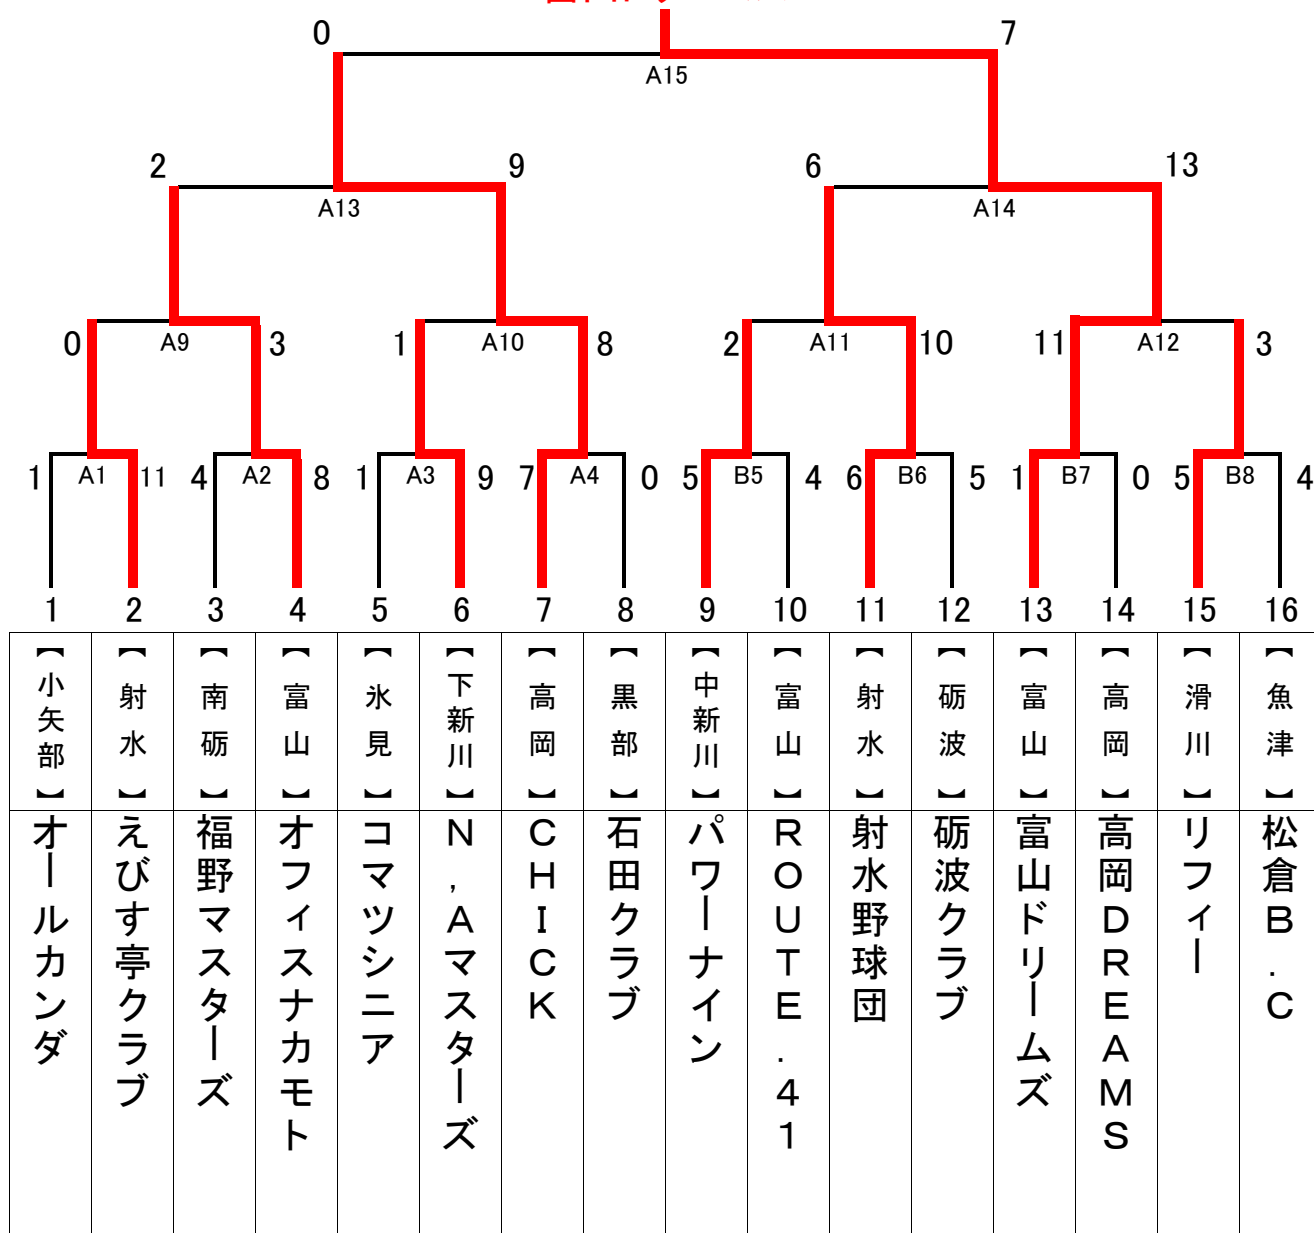 0 7
A15
2 9 6 13
A13 A14
0 A9 3 1 A10 8 2 A11 10 11 A12 3
1 A1 11 4 A2 8 1 A3 9 7 A4 0 5 B5 4 6 B6 5 1 B7 0 5 B8 4
1 2 3 4 5 6 7 8 9 10 11 12 13 14 15 16
【小矢部】
オールカンダ
【射水】
えびす亭クラブ
【南砺】
福野マスターズ
【富山】
オフィスナカモト
【氷見】
コマツシニア
【下新川】
N,Aマスターズ
【高岡】
CHICK
【黒部】
石田クラブ
【中新川】
パワーナイン
【富山】
ROUTE.41
【射水】
射水野球団
【砺波】
砺波クラブ
【富山】
富山ドリームズ
【高岡】
高岡DREAMS
【滑川】
リフィー
【魚津】
松倉B.C